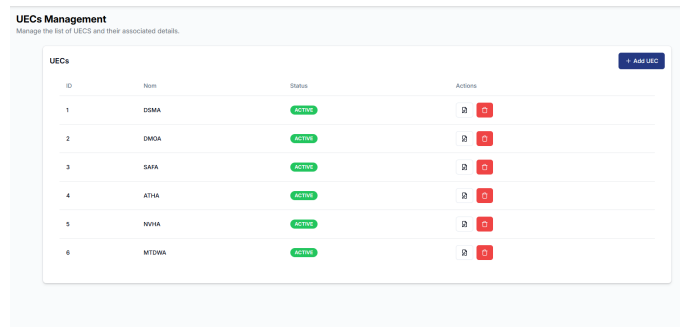 UECs Management
Manage the list of UECS and their associated details.
UECs
+ Add UEC
ID Nom Status Actions
1 DSMA ACTIVE
2 DMOA ACTIVE
3 SAFA ACTIVE
4 ATHA ACTIVE
5 NVHA ACTIVE
6 MTDWA ACTIVE